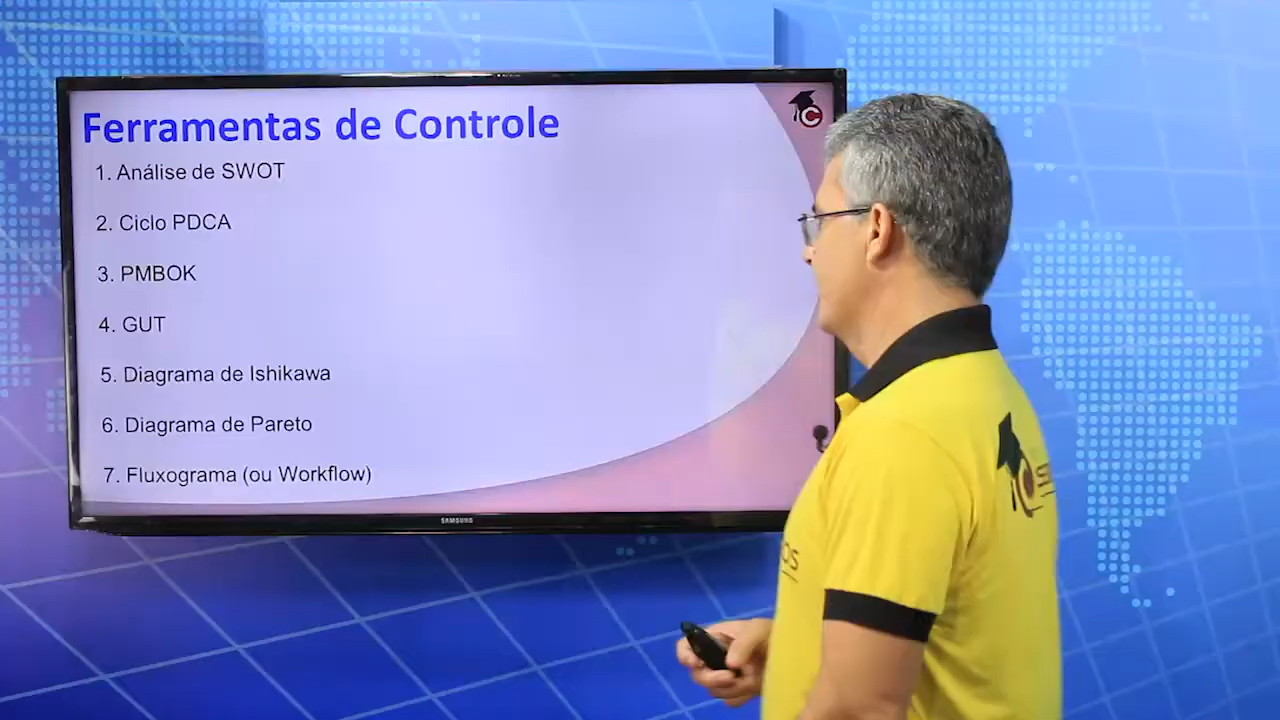 Ferramentas de Controle
1. Análise de SWOT
2. Ciclo PDCA
3. PMBOK
4. GUT
5. Diagrama de Ishikawa
6. Diagrama de Pareto
7. Fluxograma (ou Workflow)
SAMSUNG